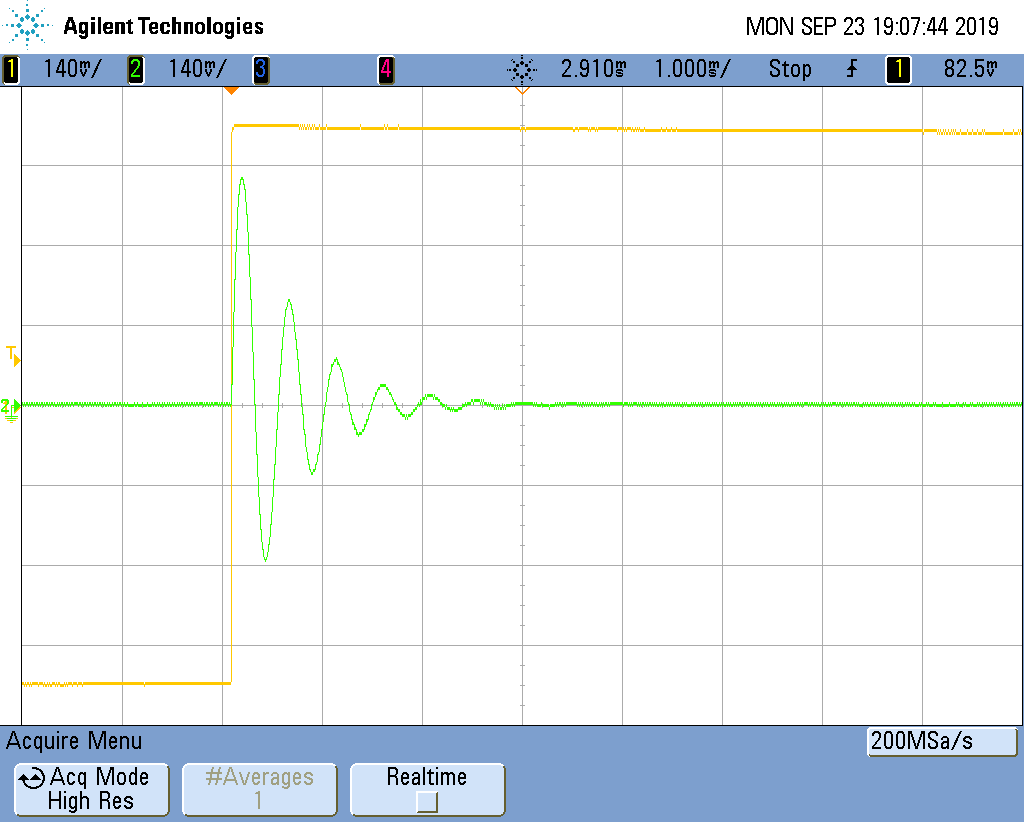 Agilent Technologies MON SEP 23 19:07:44 2019
1 140mV/ 2 140mV/ 3 4 2.910ms 1.000ms/ Stop 1 82.5V
T
2
Acquire Menu 200MSa/s
Acq Mode #Averages Realtime
High Res 1